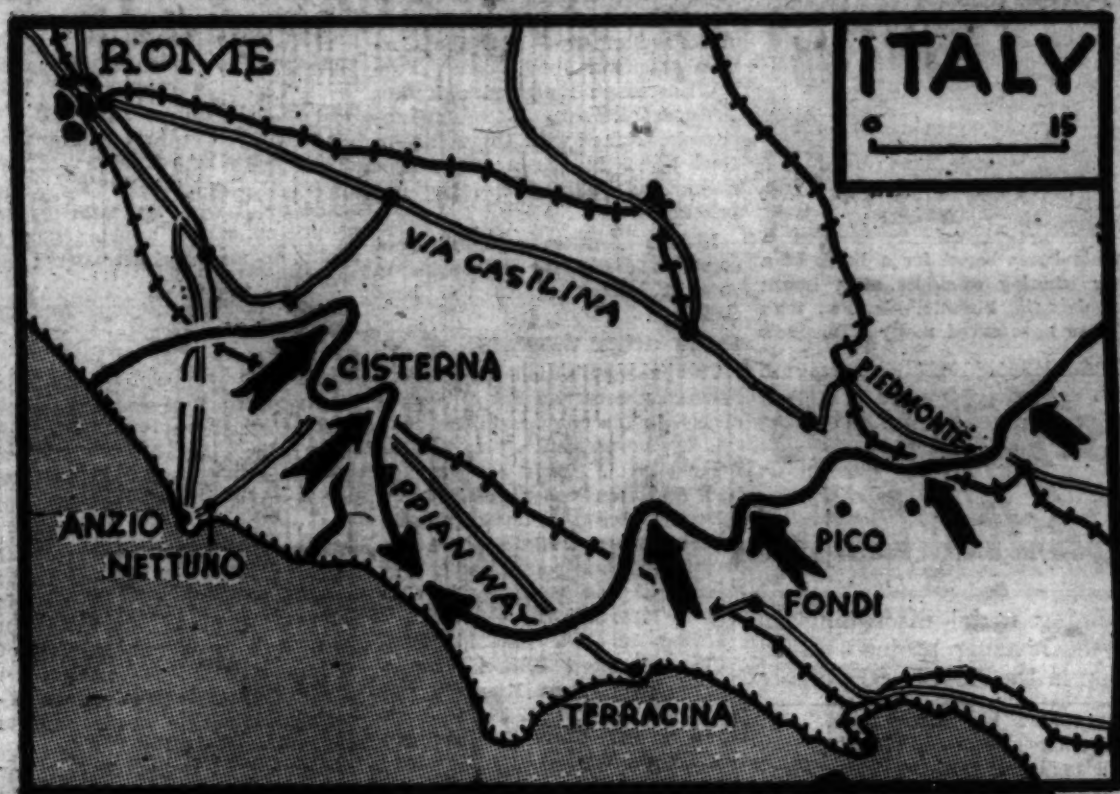 ROME
ITALY
0 15
VIA CASILINA
CISTERNA
PIEDMONTE
APPIAN WAY
ANZIO
NETTUNO
PICO
FONDI
TERRACINA